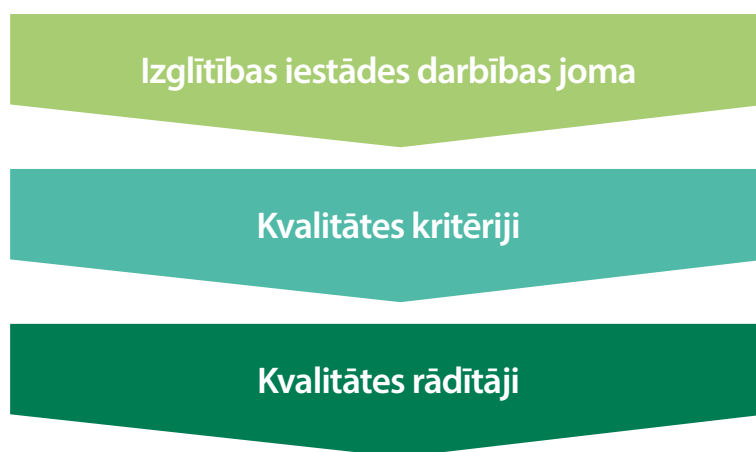 Izglītības iestādes darbības joma
Kvalitātes kritēriji
Kvalitātes rādītāji